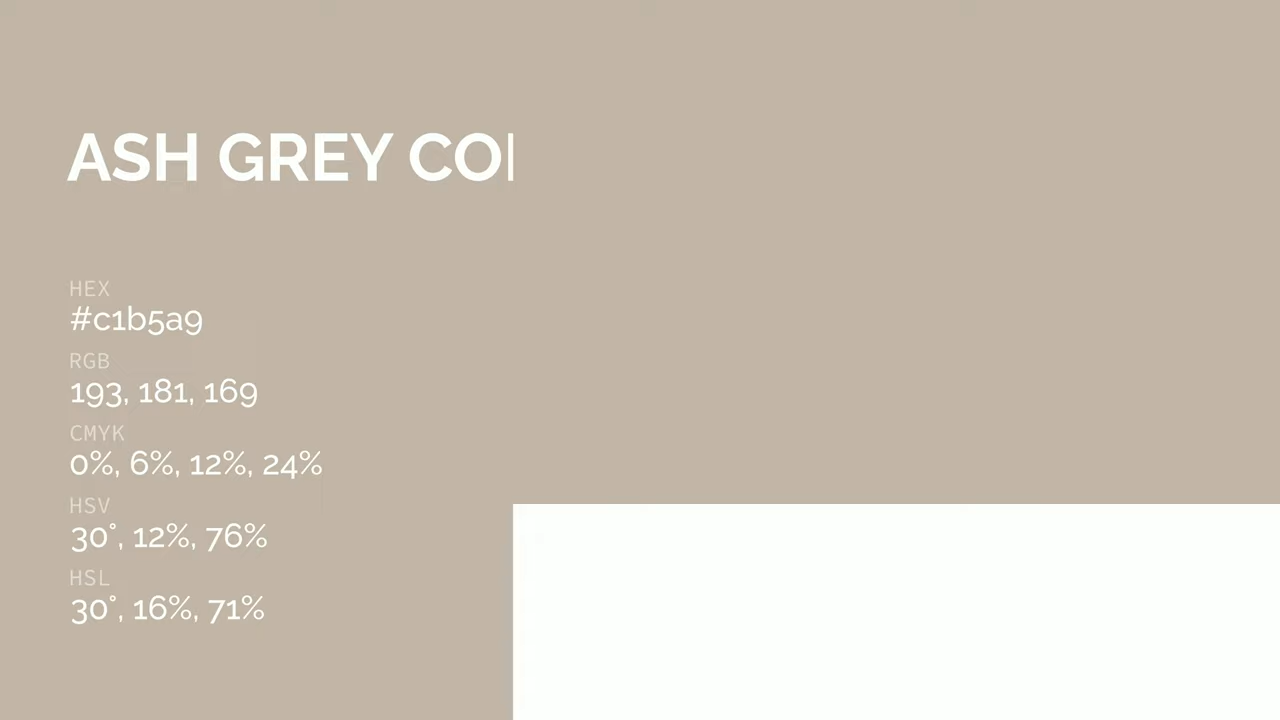 ASH GREY CO
HEX
#c1b5a9
RGB
193, 181, 169
CMYK
0%, 6%, 12%, 24%
HSV
30°, 12%, 76%
HSL
30°, 16%, 71%